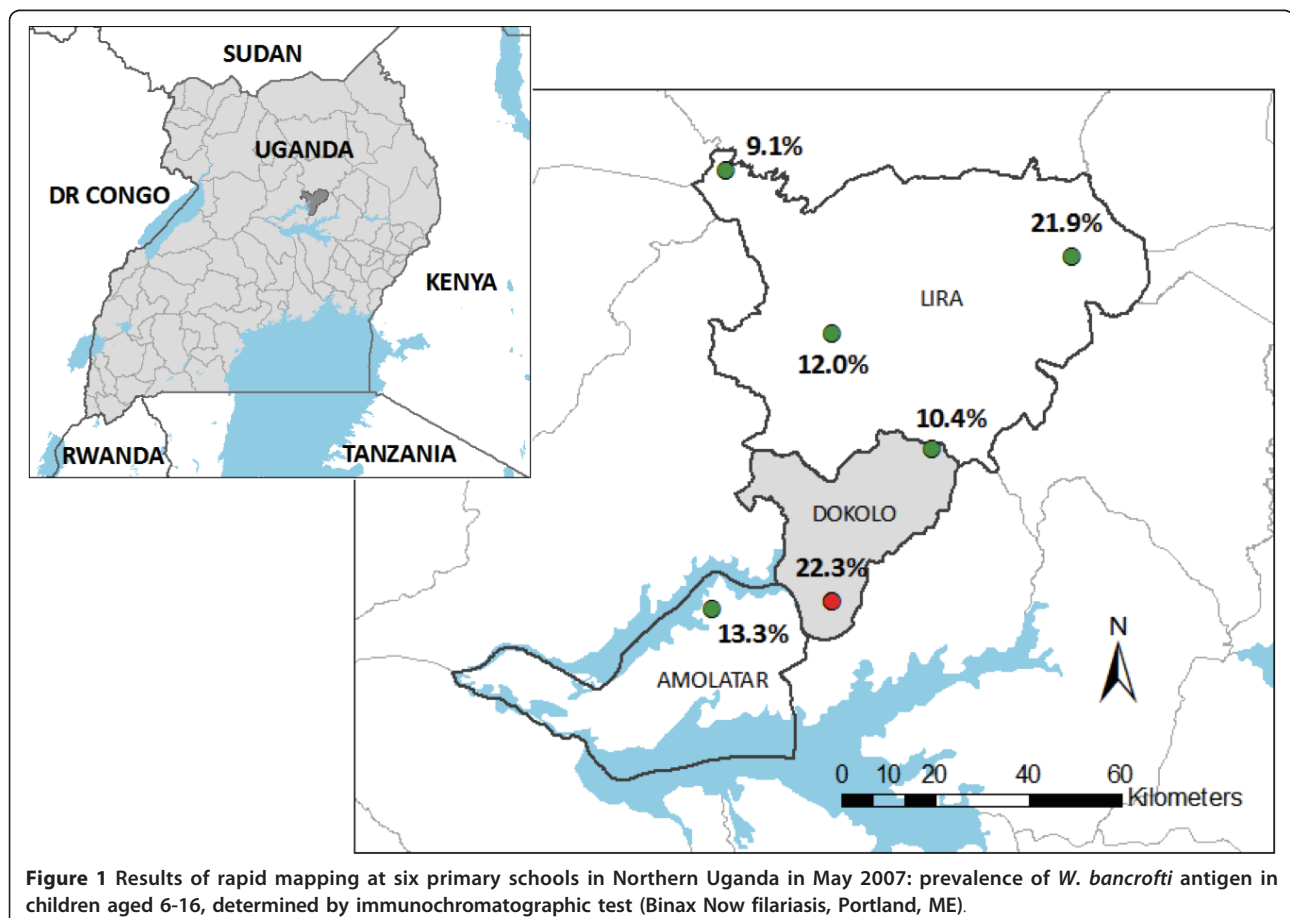 SUDAN
UGANDA
DR CONGO
KENYA
RWANDA
TANZANIA
9.1%
21.9%
LIRA
12.0%
10.4%
DOKOLO
22.3%
13.3%
AMOLATAR
N
0 10 20 40 60
Kilometers
Figure 1 Results of rapid mapping at six primary schools in Northern Uganda in May 2007: prevalence of W. bancrofti antigen in
children aged 6-16, determined by immunochromatographic test (Binax Now filariasis, Portland, ME).